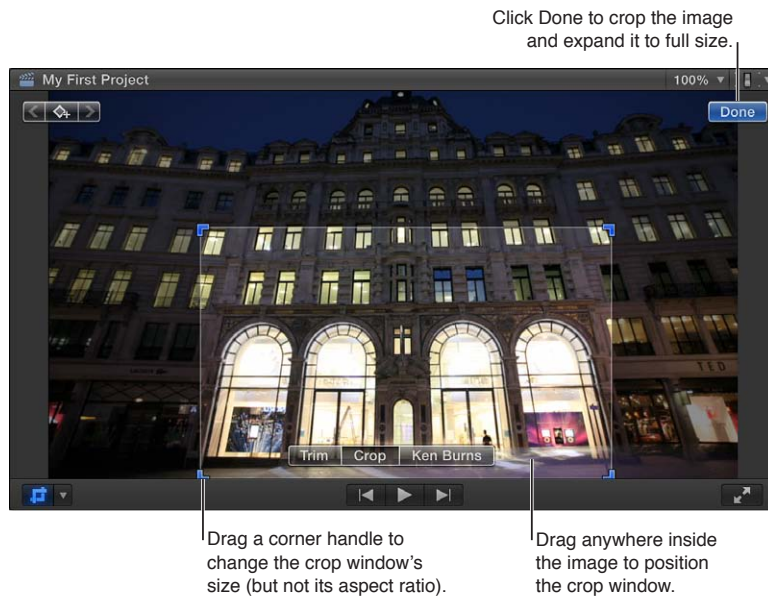 Click Done to crop the image
and expand it to full size.
My First Project
100%
Done
TED
Trim Crop Ken Burns
Drag a corner handle to
change the crop window's
size (but not its aspect ratio).
Drag anywhere inside
the image to position
the crop window.